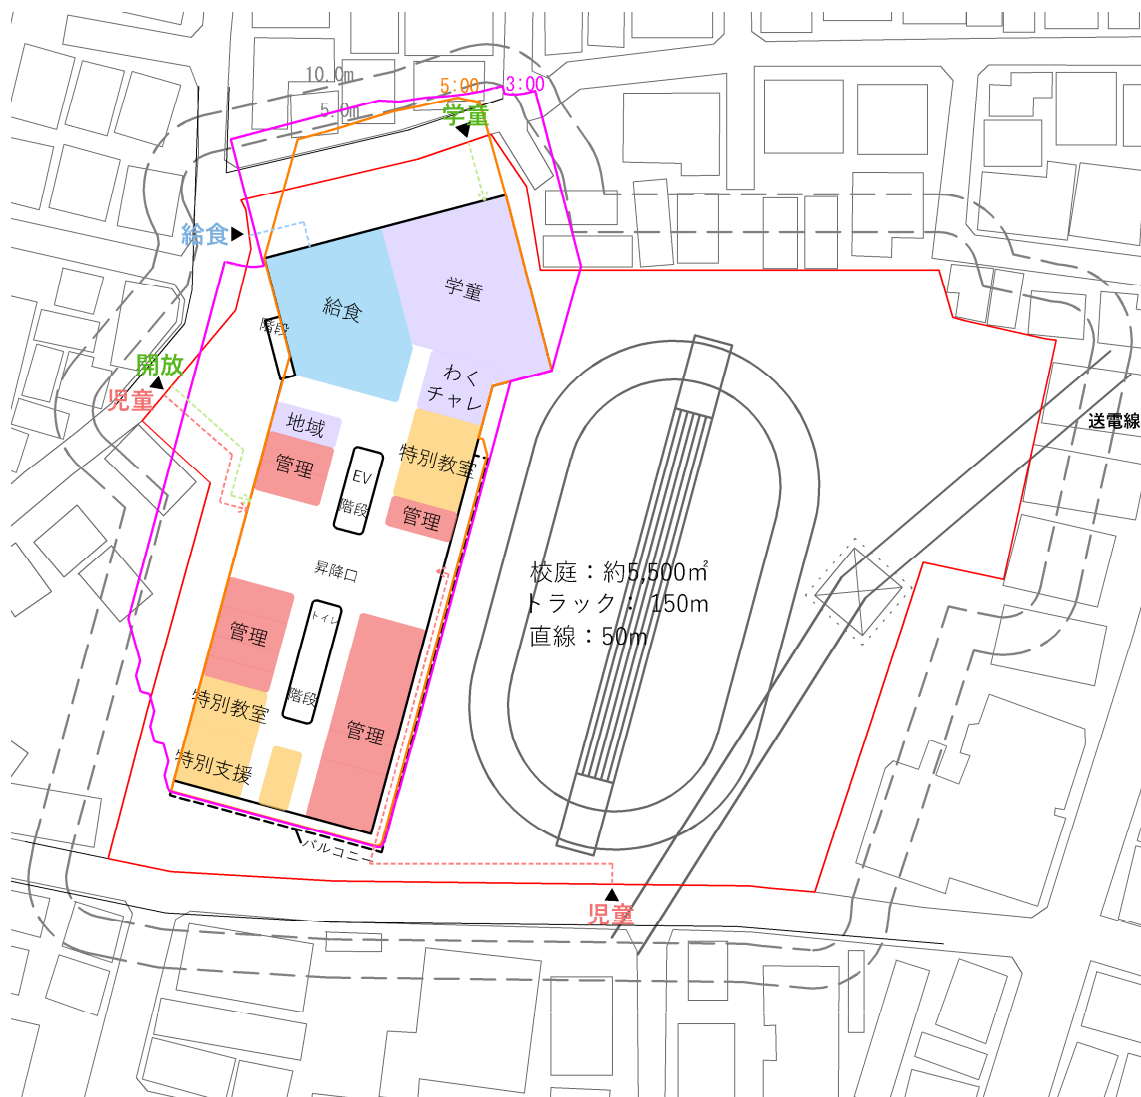 10.0m
5:00
3:00
5.0m
学童
給食
学童
給食
階段
開放
わく
チャレ
児童
地域
送電線
特別教室
管理
EV
階段
管理
昇降口
校庭：約5,500㎡
トラック：150m
直線：50m
トイレ
管理
階段
特別教室
管理
特別支援
バルコニー
児童